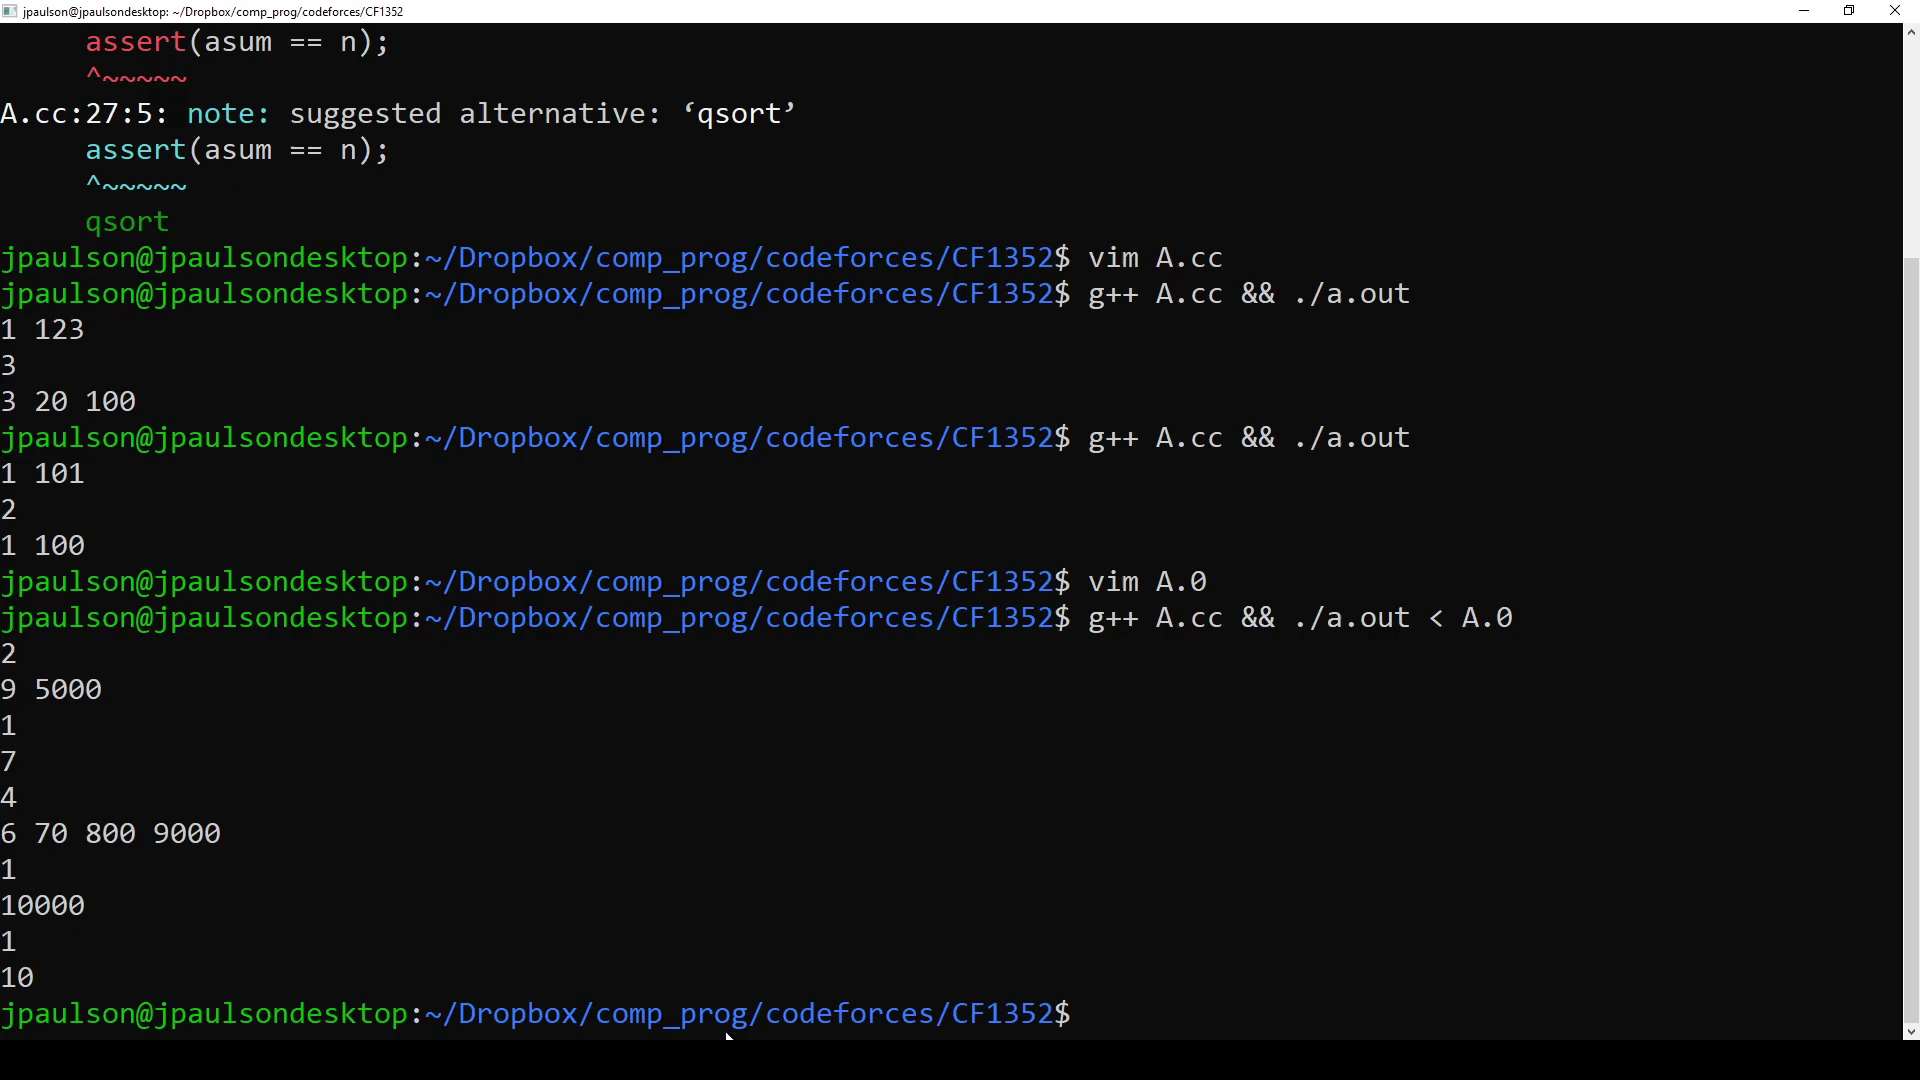 jpaulson@jpaulsondesktop: ~/Dropbox/comp_prog/codeforces/CF1352
assert(asum == n);
^~~~~~
A.cc:27:5: note: suggested alternative: ‘qsort’
assert(asum == n);
^~~~~~
qsort
jpaulson@jpaulsondesktop:~/Dropbox/comp_prog/codeforces/CF1352$ vim A.cc
jpaulson@jpaulsondesktop:~/Dropbox/comp_prog/codeforces/CF1352$ g++ A.cc && ./a.out
1 123
3
3 20 100
jpaulson@jpaulsondesktop:~/Dropbox/comp_prog/codeforces/CF1352$ g++ A.cc && ./a.out
1 101
2
1 100
jpaulson@jpaulsondesktop:~/Dropbox/comp_prog/codeforces/CF1352$ vim A.0
jpaulson@jpaulsondesktop:~/Dropbox/comp_prog/codeforces/CF1352$ g++ A.cc && ./a.out < A.0
2
9 5000
1
7
4
6 70 800 9000
1
10000
1
10
jpaulson@jpaulsondesktop:~/Dropbox/comp_prog/codeforces/CF1352$